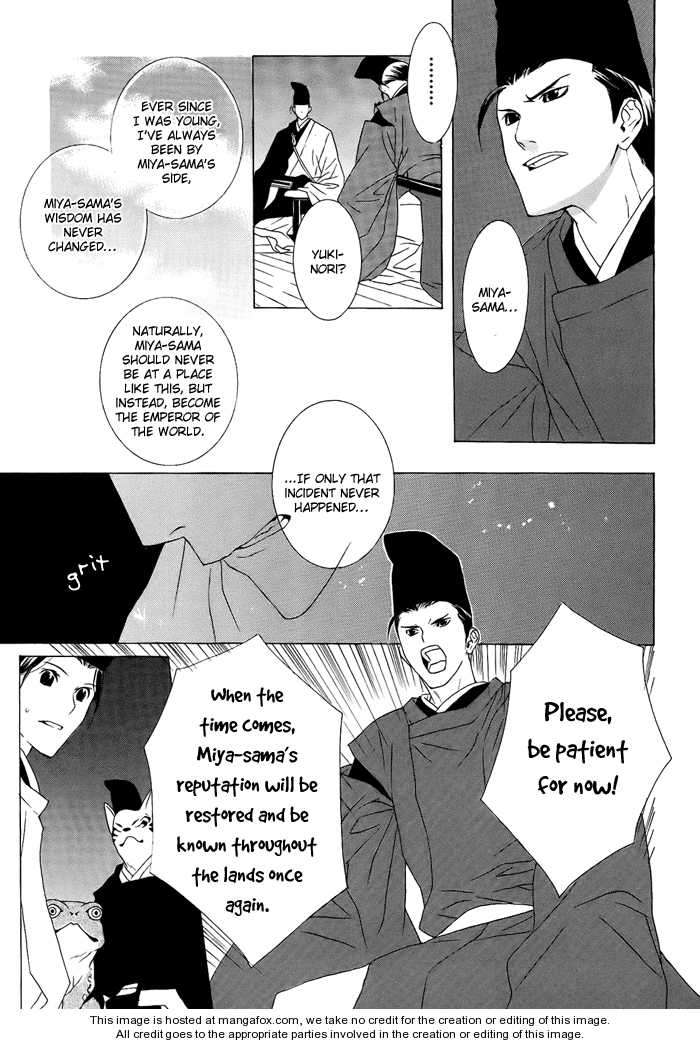 MIYA-
SAMA...
.........
YUKI-
NORI?
EVER SINCE
I WAS YOUNG,
I'VE ALWAYS
BEEN BY
MIYA-SAMA'S
SIDE,
MIYA-SAMA'S
WISDOM HAS
NEVER
CHANGED...
NATURALLY,
MIYA-SAMA
SHOULD NEVER
BE AT A PLACE
LIKE THIS, BUT
INSTEAD, BECOME
THE EMPEROR OF
THE WORLD.
...IF ONLY THAT
INCIDENT NEVER
HAPPENED...
grit
Please,
be patient
for now!
When the
time comes,
Miya-sama's
reputation will be
restored and be
known throughout
the lands once
again.
This image is hosted at mangafox.com, we take no credit for the creation or editing of this image.
All credit goes to the appropriate parties involved in the creation or editing of this image.